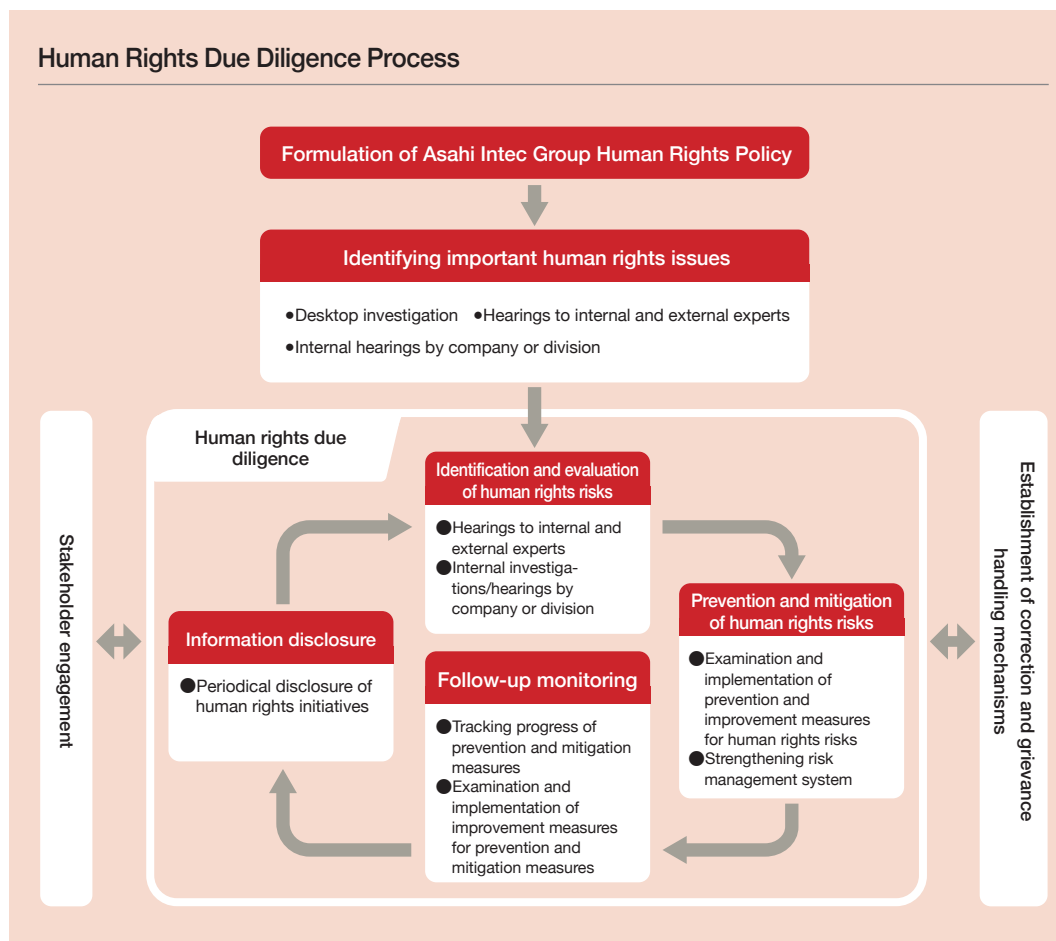 Human Rights Due Diligence Process
Formulation of Asahi Intec Group Human Rights Policy
Identifying important human rights issues
●Desktop investigation ●Hearings to internal and external experts
●Internal hearings by company or division
Stakeholder engagement
Human rights due
diligence
Identification and evaluation
of human rights risks
●Hearings to internal and
external experts
●Internal investiga-
tions/hearings by
company or division
Prevention and mitigation
of human rights risks
●Examination and
implementation of
prevention and
improvement measures
for human rights risks
●Strengthening risk
management system
Follow-up monitoring
●Tracking progress of
prevention and mitigation
measures
●Examination and
implementation of
improvement measures
for prevention and
mitigation measures
Information disclosure
●Periodical disclosure of
human rights initiatives
Establishment of correction and grievance
handling mechanisms